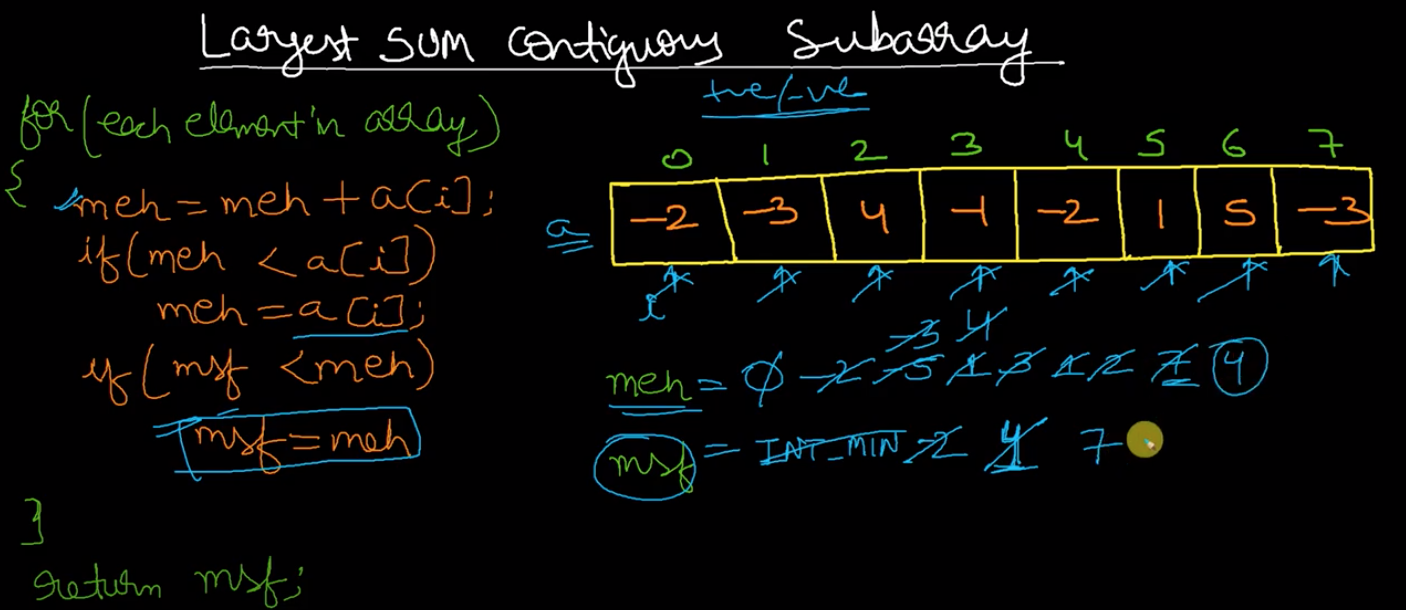 Largest sum contiguous Subarray
+ve/-ve
for(each element in array)
{
meh = meh + a[i];
if(meh < a[i])
meh = a[i];
if(msf < meh)
msf = meh
}
return msf;
0 1 2 3 4 5 6 7
a -2 -3 4 -1 -2 1 5 -3
i
-3 4
meh = 0 -2 -5 1 3 1 2 7 4
msf = INT_MIN -2 4 7